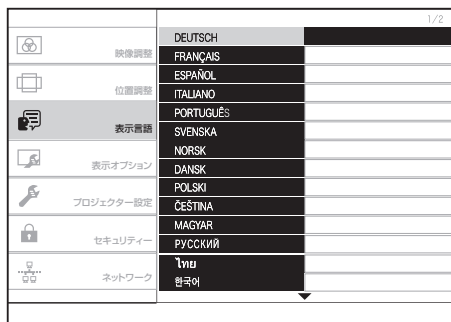 1/2
映像調整
位置調整
表示言語
表示オプション
プロジェクター設定
セキュリティー
ネットワーク
DEUTSCH
FRANÇAIS
ESPAÑOL
ITALIANO
PORTUGUÊS
SVENSKA
NORSK
DANSK
POLSKI
ČEŠTINA
MAGYAR
РУССКИЙ
ไทย
한국어